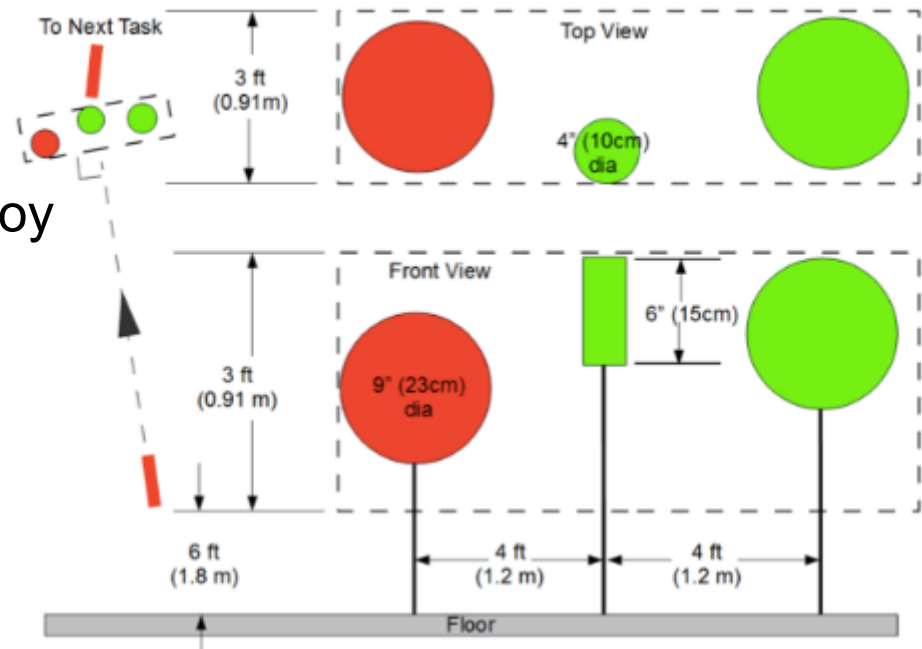 To Next Task
3 ft
(0.91m)
Top View
4” (10cm)
dia
oy
Front View
6” (15cm)
9” (23cm)
dia
3 ft
(0.91 m)
6 ft
(1.8 m)
4 ft
(1.2 m)
4 ft
(1.2 m)
Floor